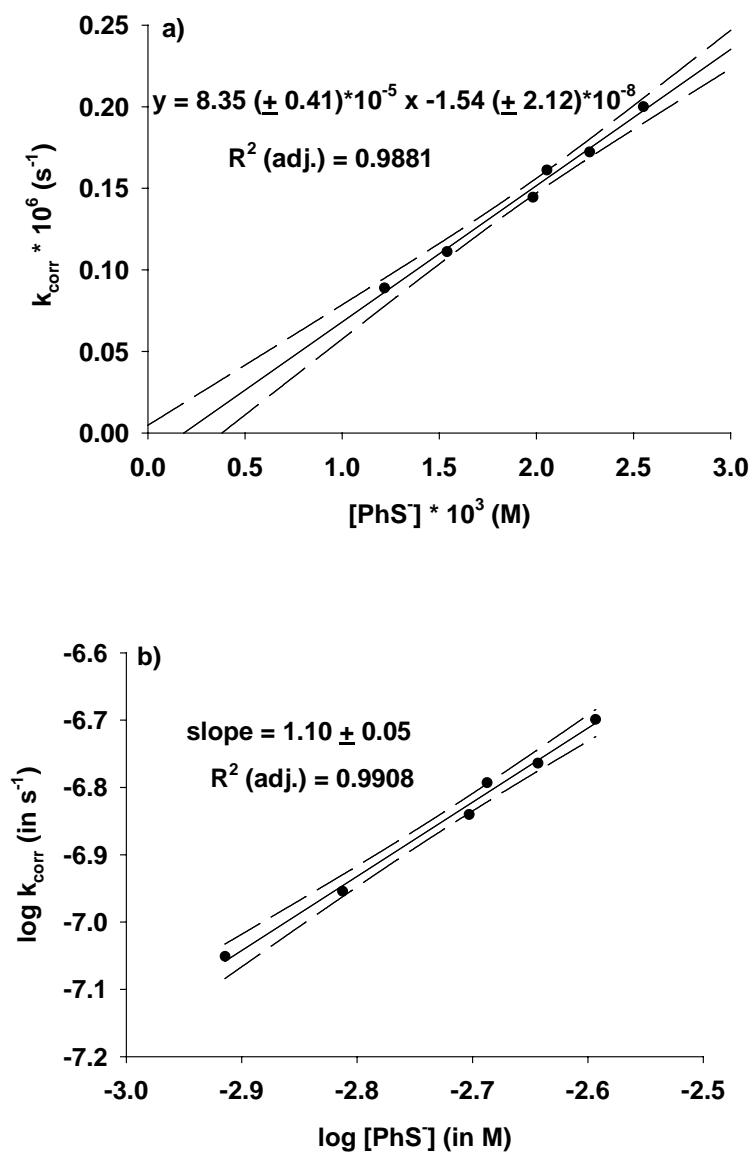 a)
0.25
0.20
0.15
0.10
0.05
0.00
y = 8.35 (± 0.41)*10⁻⁵ x -1.54 (± 2.12)*10⁻⁸
R² (adj.) = 0.9881
k_corr * 10⁶ (s⁻¹)
0.0 0.5 1.0 1.5 2.0 2.5 3.0
[PhS⁻] * 10³ (M)
b)
-6.6
-6.7
-6.8
-6.9
-7.0
-7.1
-7.2
slope = 1.10 ± 0.05
R² (adj.) = 0.9908
log k_corr (in s⁻¹)
-3.0 -2.9 -2.8 -2.7 -2.6 -2.5
log [PhS⁻] (in M)